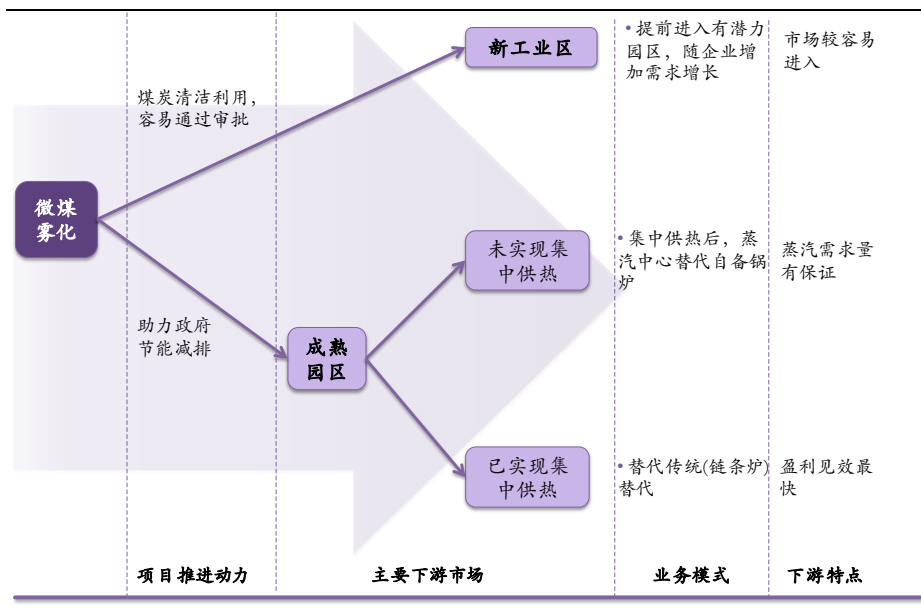 新工业区
• 提前进入有潜力
园区，随企业增
加需求增长
市场较容易
进入
煤炭清洁利用，
容易通过审批
微煤
雾化
未实现集
中供热
• 集中供热后，蒸
汽中心替代自备锅
炉
蒸汽需求量
有保证
助力政府
节能减排
成熟
园区
已实现集
中供热
• 替代传统(链条炉)
替代
盈利见效最
快
项目推进动力
主要下游市场
业务模式
下游特点